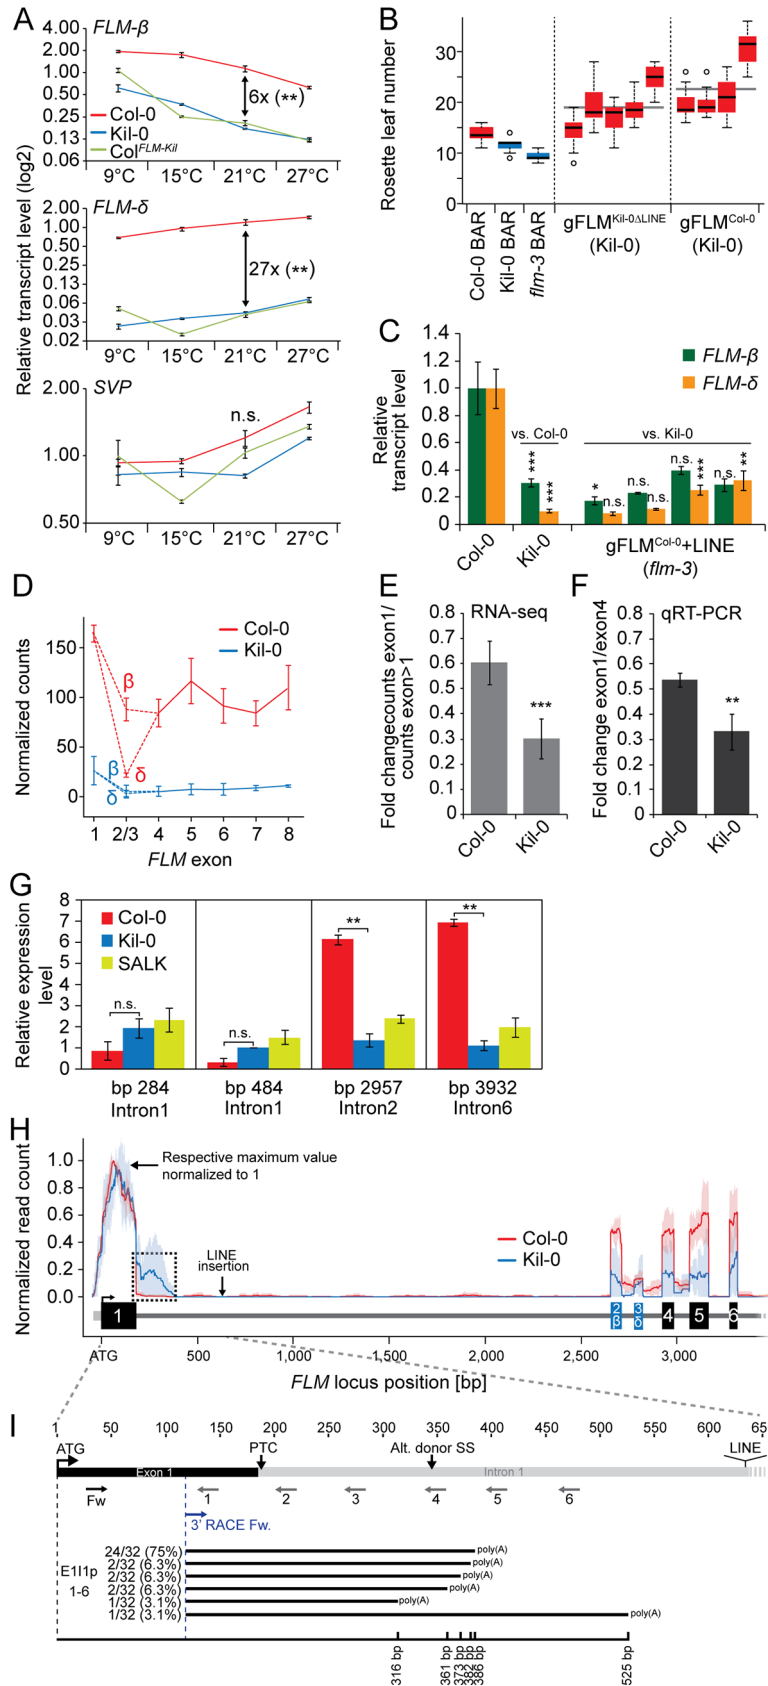 A
FLM-β
Relative transcript level (log2)
4.00
2.00
1.00
0.50
0.25
0.13
0.06
6x (**)
Col-0
Kil-0
Col^FLM-Kil
9°C 15°C 21°C 27°C
FLM-δ
2.00
1.00
0.50
0.25
0.13
0.06
0.03
0.02
27x (**)
9°C 15°C 21°C 27°C
SVP
2.00
1.00
0.50
n.s.
9°C 15°C 21°C 27°C
B
Rosette leaf number
30
20
10
0
Col-0 BAR
Kil-0 BAR
flm-3 BAR
gFLM^Kil-0ΔLINE
(Kil-0)
gFLM^Col-0
(Kil-0)
C
Relative
transcript level
1.4
1.2
1.0
0.8
0.6
0.4
0.2
0
FLM-β
FLM-δ
vs. Col-0
vs. Kil-0
*** *** * n.s. n.s. n.s. n.s. *** n.s. **
Col-0
Kil-0
gFLM^Col-0+LINE
(flm-3)
D
Normalized counts
150
100
50
0
Col-0
Kil-0
β
δ
β
δ
1 2/3 4 5 6 7 8
FLM exon
E
RNA-seq
Fold changecounts exon1/
counts exon>1
0.8
0.7
0.6
0.5
0.4
0.3
0.2
0.1
0
***
Col-0
Kil-0
F
qRT-PCR
Fold change exon1/exon4
0.8
0.7
0.6
0.5
0.4
0.3
0.2
0.1
0
**
Col-0
Kil-0
G
Relative expression
level
8
7
6
5
4
3
2
1
0
Col-0
Kil-0
SALK
n.s.
n.s.
**
**
bp 284
Intron1
bp 484
Intron1
bp 2957
Intron2
bp 3932
Intron6
H
Normalized read count
1.0
0.8
0.6
0.4
0.2
0.0
Respective maximum value
normalized to 1
LINE
insertion
Col-0
Kil-0
1 2 β 3 δ 4 5 6
ATG 500 1,000 1,500 2,000 2,500 3,000
FLM locus position [bp]
I
1 50 100 150 200 250 300 350 400 450 500 550 600 65
ATG PTC Alt. donor SS LINE
Exon 1 Intron 1
Fw 1 2 3 4 5 6
3' RACE Fw.
E1I1p
1-6
24/32 (75%) poly(A)
2/32 (6.3%) poly(A)
2/32 (6.3%) poly(A)
2/32 (6.3%) poly(A)
1/32 (3.1%) poly(A)
1/32 (3.1%) poly(A)
316 bp
361 bp
373 bp
382 bp
386 bp
525 bp